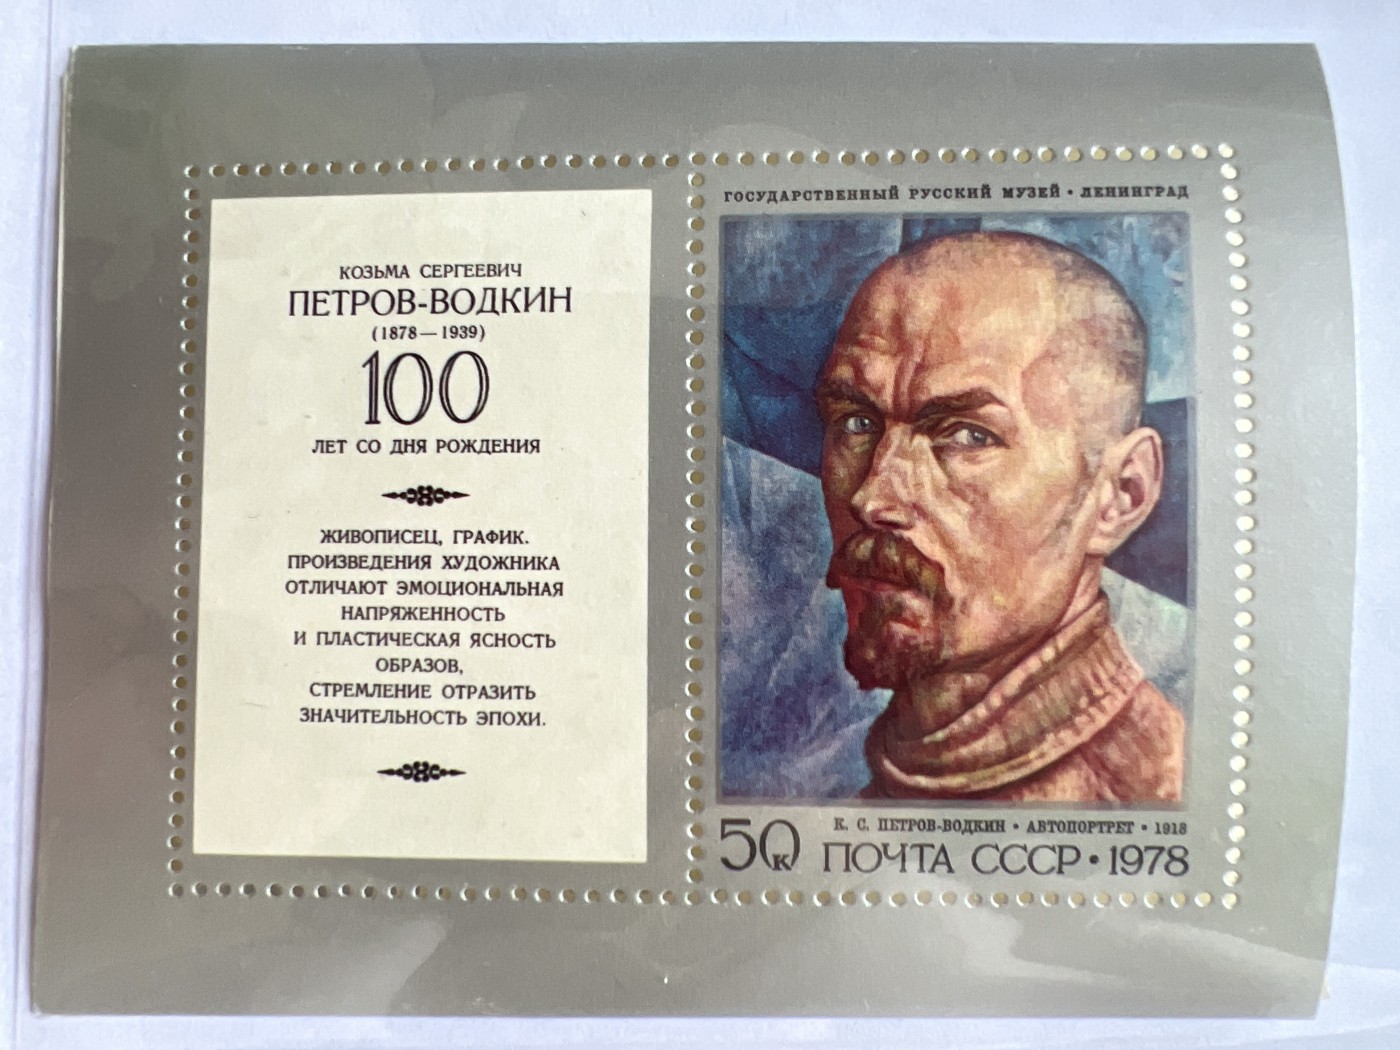 КОЗЬМА СЕРГЕЕВИЧ
ПЕТРОВ-ВОДКИН
(1878 — 1939)
100
ЛЕТ СО ДНЯ РОЖДЕНИЯ
ЖИВОПИСЕЦ, ГРАФИК.
ПРОИЗВЕДЕНИЯ ХУДОЖНИКА
ОТЛИЧАЮТ ЭМОЦИОНАЛЬНАЯ
НАПРЯЖЕННОСТЬ
И ПЛАСТИЧЕСКАЯ ЯСНОСТЬ
ОБРАЗОВ,
СТРЕМЛЕНИЕ ОТРАЗИТЬ
ЗНАЧИТЕЛЬНОСТЬ ЭПОХИ.
ГОСУДАРСТВЕННЫЙ РУССКИЙ МУЗЕЙ • ЛЕНИНГРАД
К. С. ПЕТРОВ-ВОДКИН • АВТОПОРТРЕТ • 1918
50к ПОЧТА СССР • 1978